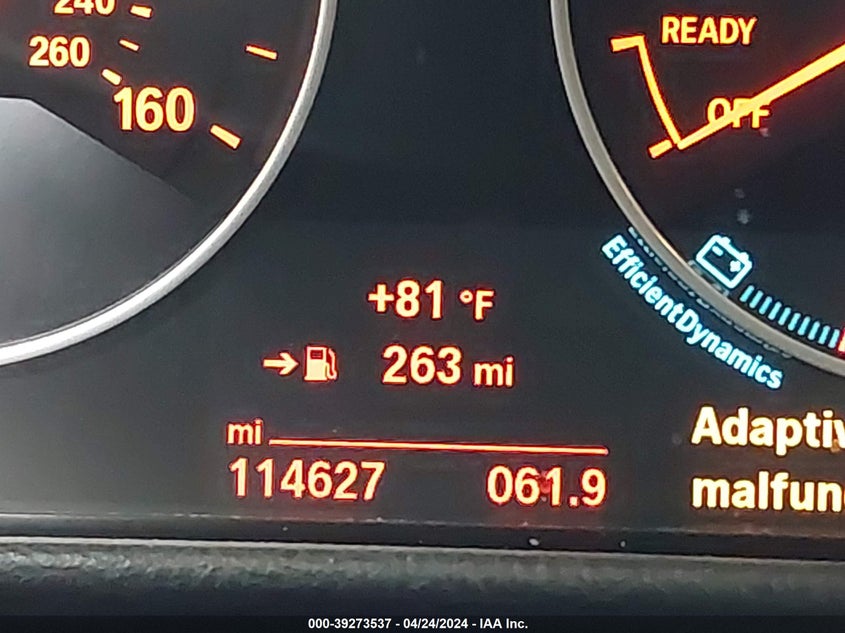 240
260
160
READY
OFF
+81 °F
263 mi
EfficientDynamics
mi
114627 061.9
Adaptiv
malfun
000-39273537 - 04/24/2024 - IAA Inc.